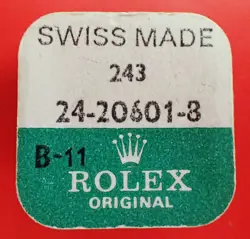 SWISS MADE
243
24-20601-8
B-11
ROLEX
ORIGINAL